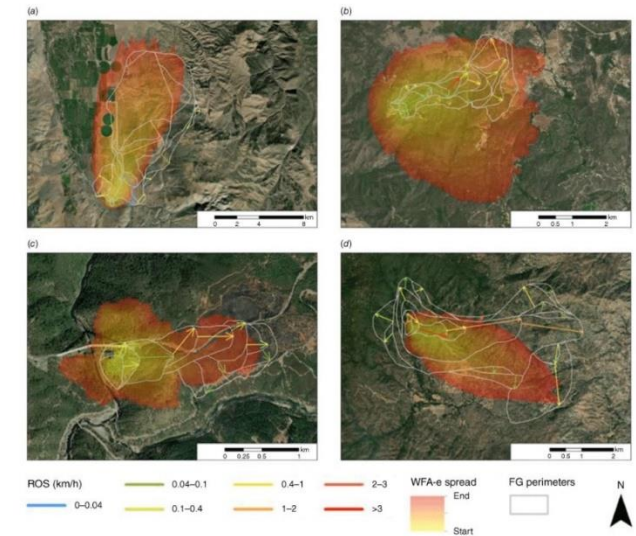 (a)
(b)
km
0 2 4 8
km
0 0.5 1 2
(c)
(d)
km
0 0.25 0.5 1
km
0 0.5 1 2
ROS (km/h)
0–0.04
0.04–0.1
0.1–0.4
0.4–1
1–2
2–3
>3
WFA-e spread
End
Start
FG perimeters
N